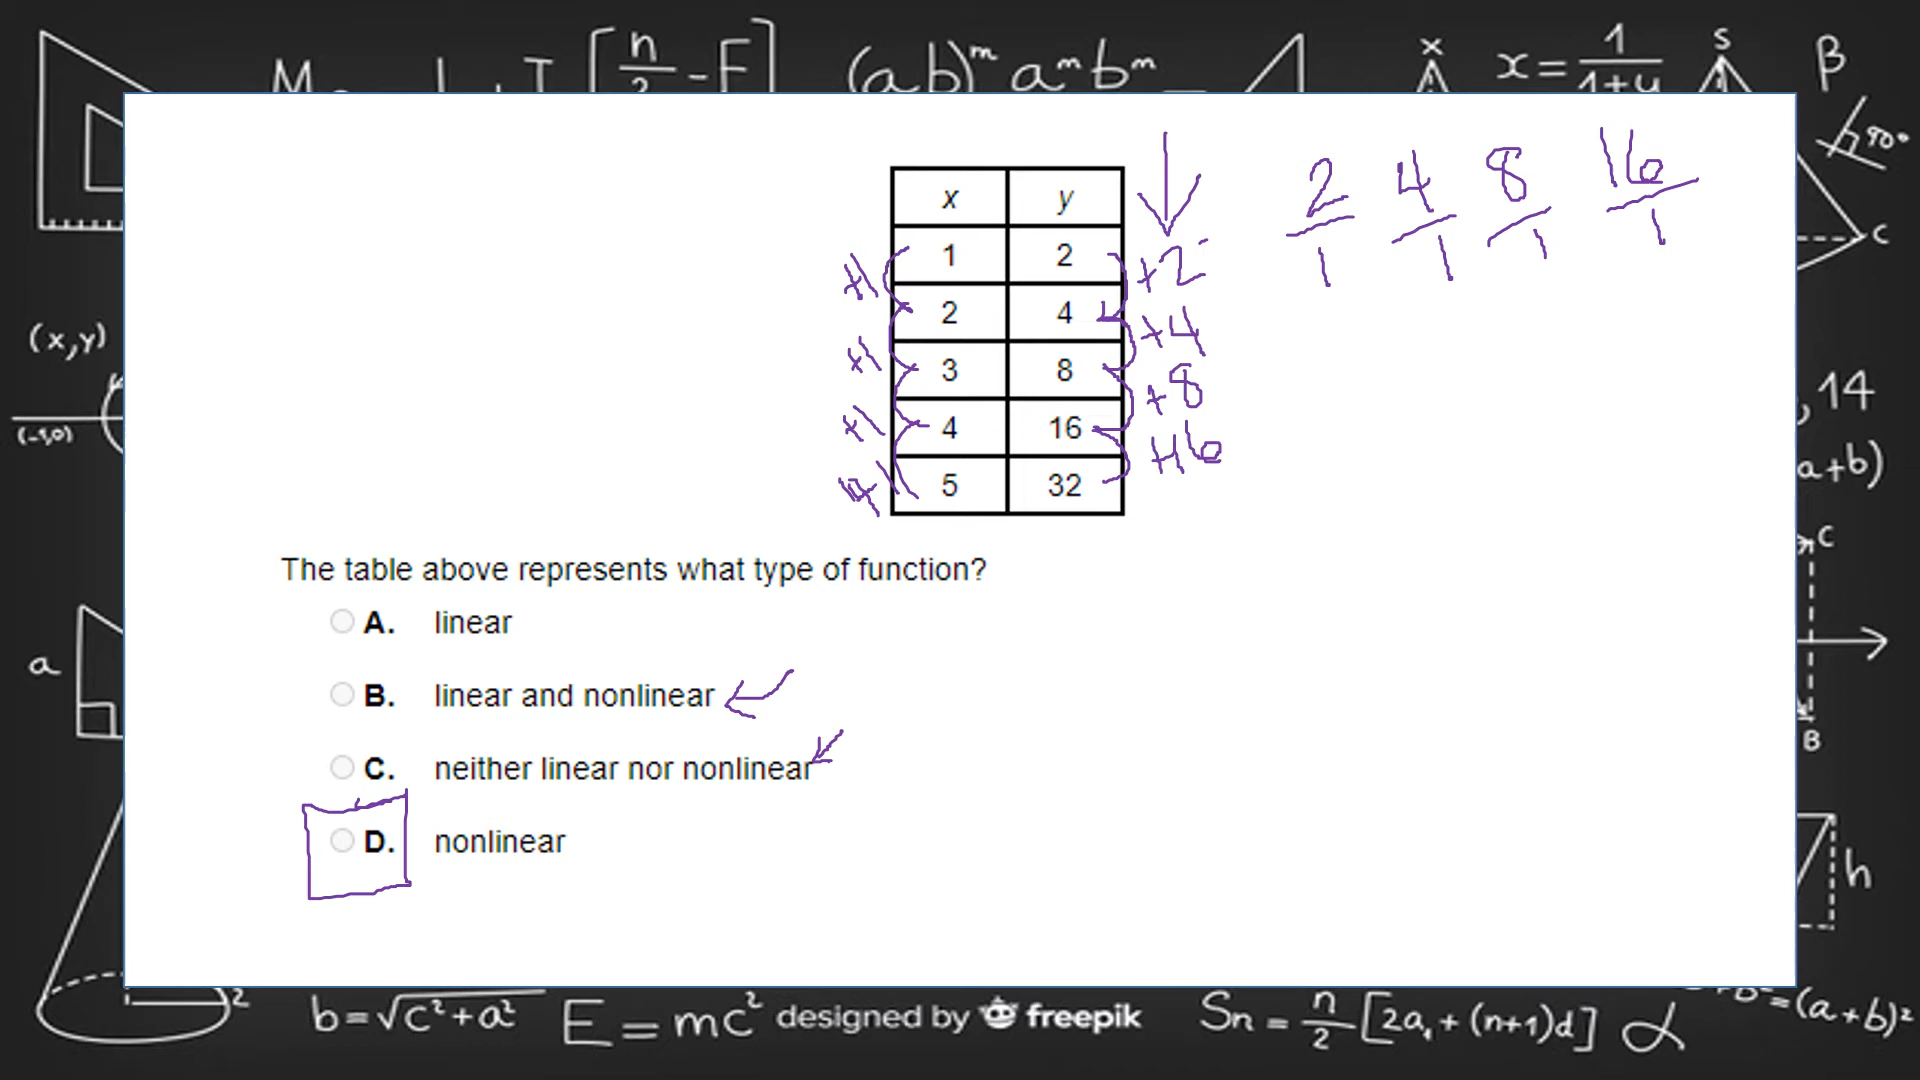 [n/2 - F] (ab)ᵐ aᵐbᵐ x x = 1/1+y s β
90°
C
(x,y)
(-1,0)
14
a+b)
C
a
B
h
x y
1 2
2 4
3 8
4 16
5 32
+1 +2
+1 +4
+1 +8
+16
2/1 4/1 8/1 16/1
The table above represents what type of function?
A. linear
B. linear and nonlinear
C. neither linear nor nonlinear
D. nonlinear
b=√c²+a² E=mc² designed by freepik Sn = n/2 [2a₁+(n+1)d] =(a+b)²